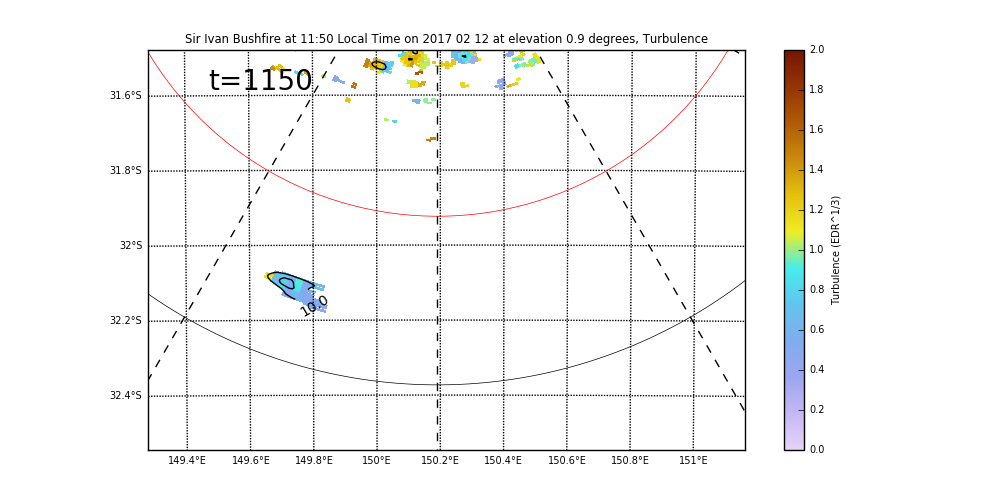 Sir Ivan Bushfire at 11:50 Local Time on 2017 02 12 at elevation 0.9 degrees, Turbulence
t=1150
31.6°S
31.8°S
32°S
32.2°S
32.4°S
10.0
149.4°E 149.6°E 149.8°E 150°E 150.2°E 150.4°E 150.6°E 150.8°E 151°E
2.0
1.8
1.6
1.4
1.2
1.0
0.8
0.6
0.4
0.2
0.0
Turbulence (EDR^1/3)